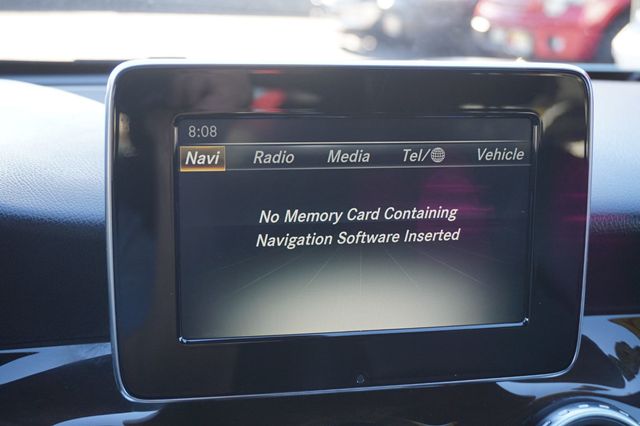 8:08
Navi Radio Media Tel/ Vehicle
No Memory Card Containing
Navigation Software Inserted